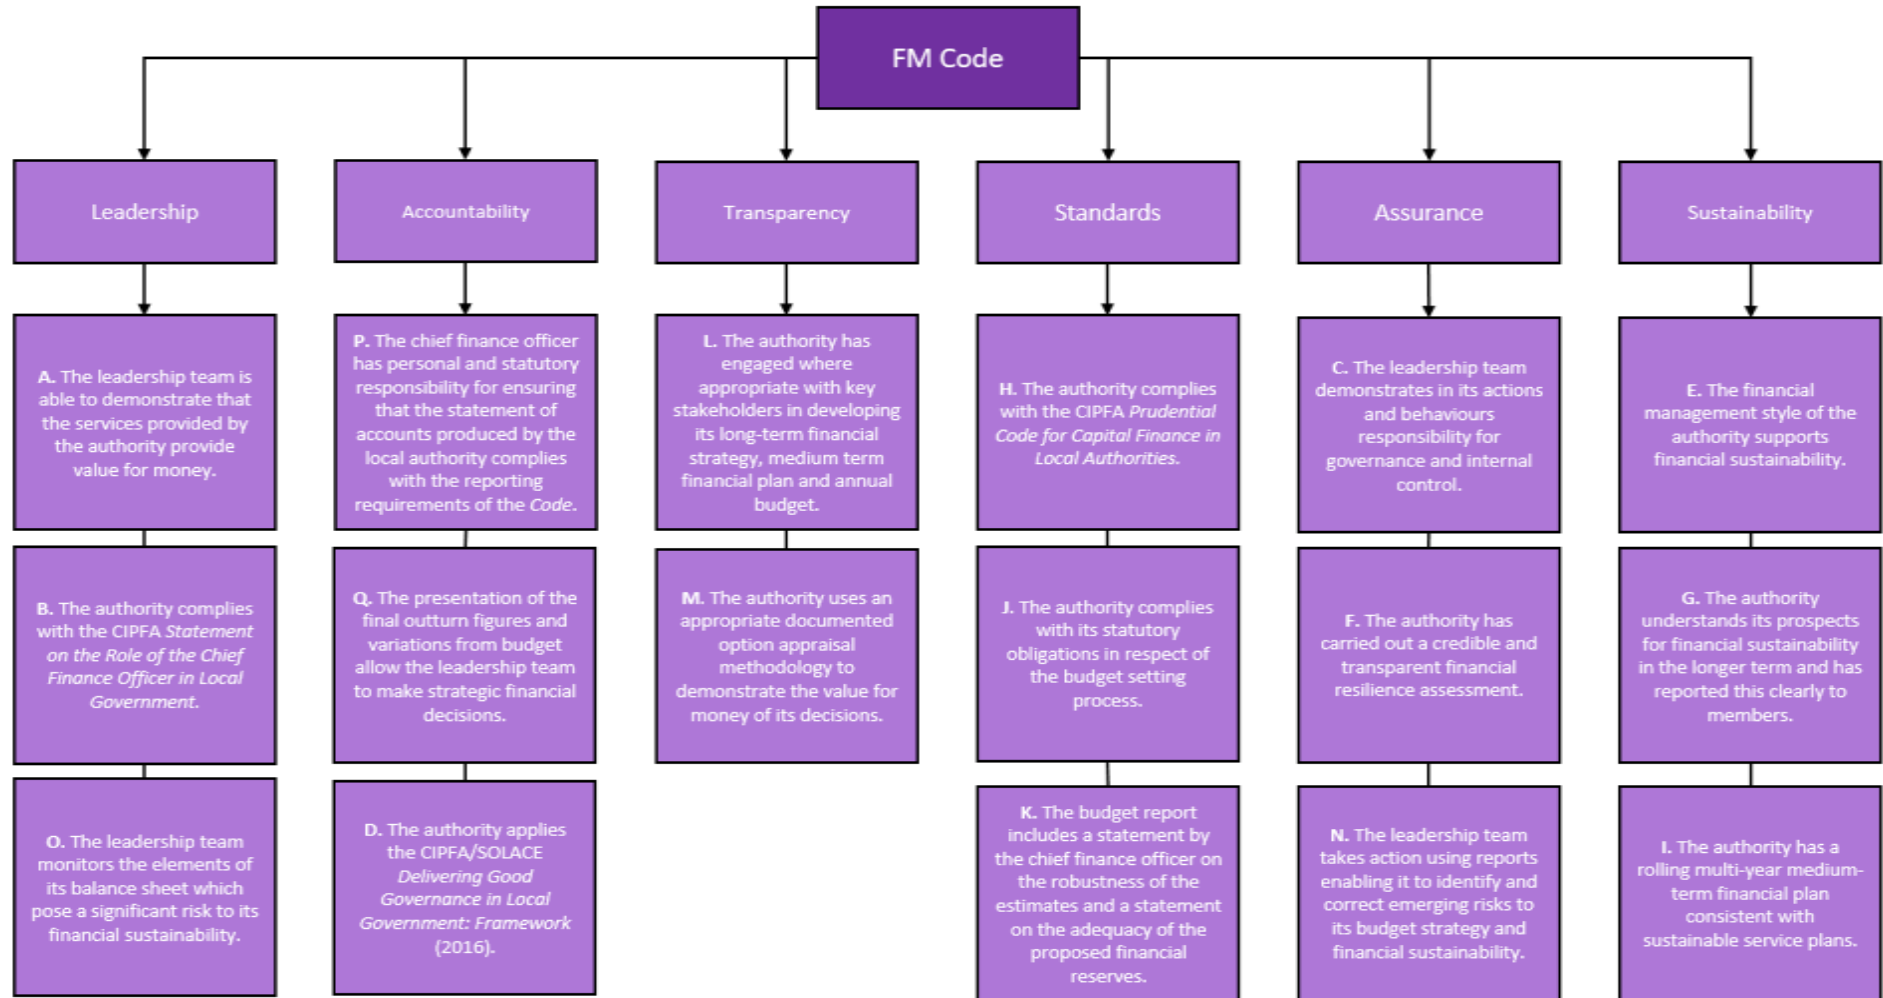 FM Code
Leadership
Accountability
Transparency
Standards
Assurance
Sustainability
A. The leadership team is
able to demonstrate that
the services provided by
the authority provide
value for money.
B. The authority complies
with the CIPFA Statement
on the Role of the Chief
Finance Officer in Local
Government.
O. The leadership team
monitors the elements of
its balance sheet which
pose a significant risk to its
financial sustainability.
P. The chief finance officer
has personal and statutory
responsibility for ensuring
that the statement of
accounts produced by the
local authority complies
with the reporting
requirements of the Code.
Q. The presentation of the
final outturn figures and
variations from budget
allow the leadership team
to make strategic financial
decisions.
D. The authority applies
the CIPFA/SOLACE
Delivering Good
Governance in Local
Government: Framework
(2016).
L. The authority has
engaged where
appropriate with key
stakeholders in developing
its long-term financial
strategy, medium term
financial plan and annual
budget.
M. The authority uses an
appropriate documented
option appraisal
methodology to
demonstrate the value for
money of its decisions.
H. The authority complies
with the CIPFA Prudential
Code for Capital Finance in
Local Authorities.
J. The authority complies
with its statutory
obligations in respect of
the budget setting
process.
K. The budget report
includes a statement by
the chief finance officer on
the robustness of the
estimates and a statement
on the adequacy of the
proposed financial
reserves.
C. The leadership team
demonstrates in its actions
and behaviours
responsibility for
governance and internal
control.
F. The authority has
carried out a credible and
transparent financial
resilience assessment.
N. The leadership team
takes action using reports
enabling it to identify and
correct emerging risks to
its budget strategy and
financial sustainability.
E. The financial
management style of the
authority supports
financial sustainability.
G. The authority
understands its prospects
for financial sustainability
in the longer term and has
reported this clearly to
members.
I. The authority has a
rolling multi-year medium-
term financial plan
consistent with
sustainable service plans.